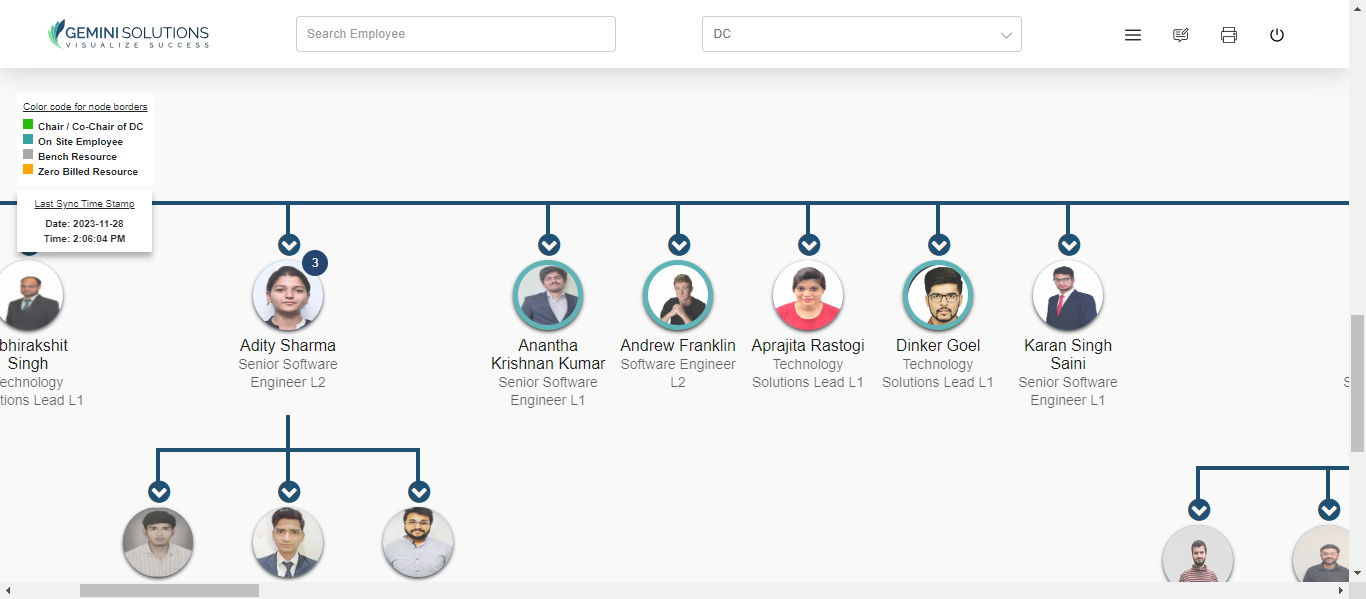 GEMINI SOLUTIONS
VISUALIZE SUCCESS
Search Employee
DC
Color code for node borders
Chair / Co-Chair of DC
On Site Employee
Bench Resource
Zero Billed Resource
Last Sync Time Stamp
Date: 2023-11-28
Time: 2:06:04 PM
3
bhirakshit
Singh
echnology
tions Lead L1
Adity Sharma
Senior Software
Engineer L2
Anantha
Krishnan Kumar
Senior Software
Engineer L1
Andrew Franklin
Software Engineer
L2
Aprajita Rastogi
Technology
Solutions Lead L1
Dinker Goel
Technology
Solutions Lead L1
Karan Singh
Saini
Senior Software
Engineer L1